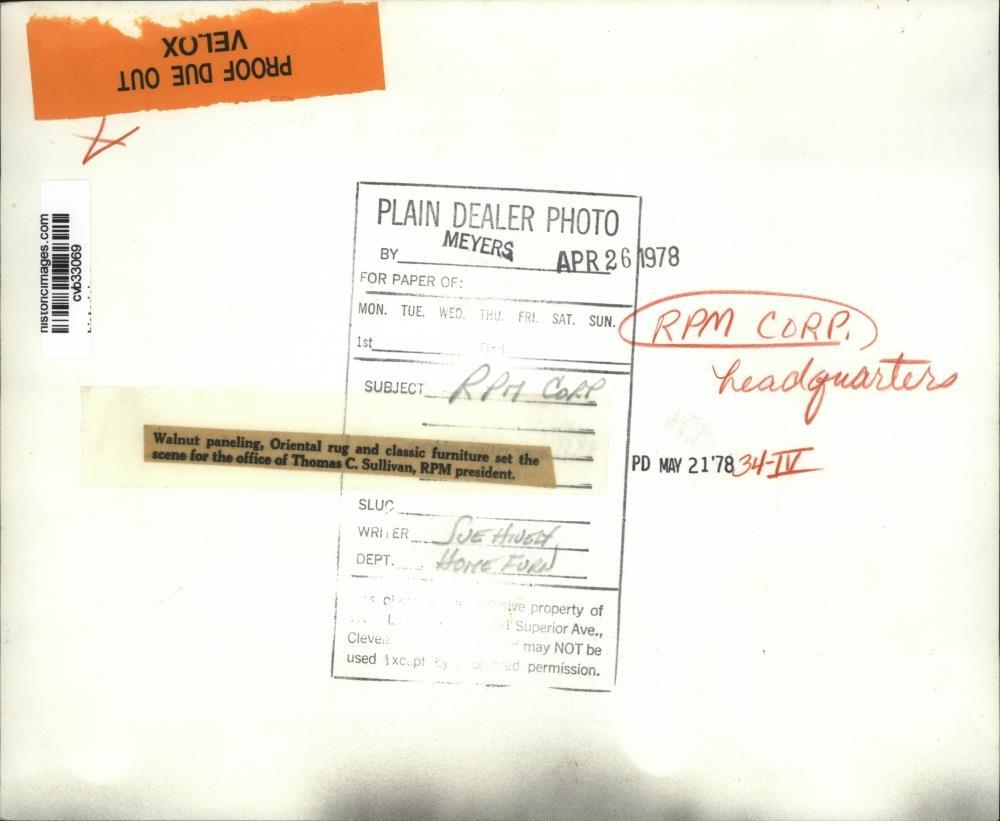 PROOF DUE OUT
VELOX
historicimages.com
cvb33069
PLAIN DEALER PHOTO
MEYERS
BY
APR 26 1978
FOR PAPER OF:
MON. TUE. WED. THU. FRI. SAT. SUN.
1st
RPM CORP.
headquarters
SUBJECT RPM CORP
Walnut paneling, Oriental rug and classic furniture set the
scene for the office of Thomas C. Sullivan, RPM president.
PD MAY 21'78 34-IV
SLUG
WRITER SUE HIVELY
DEPT. HOME FURN
property of
Superior Ave.,
may NOT be
used except by permission.